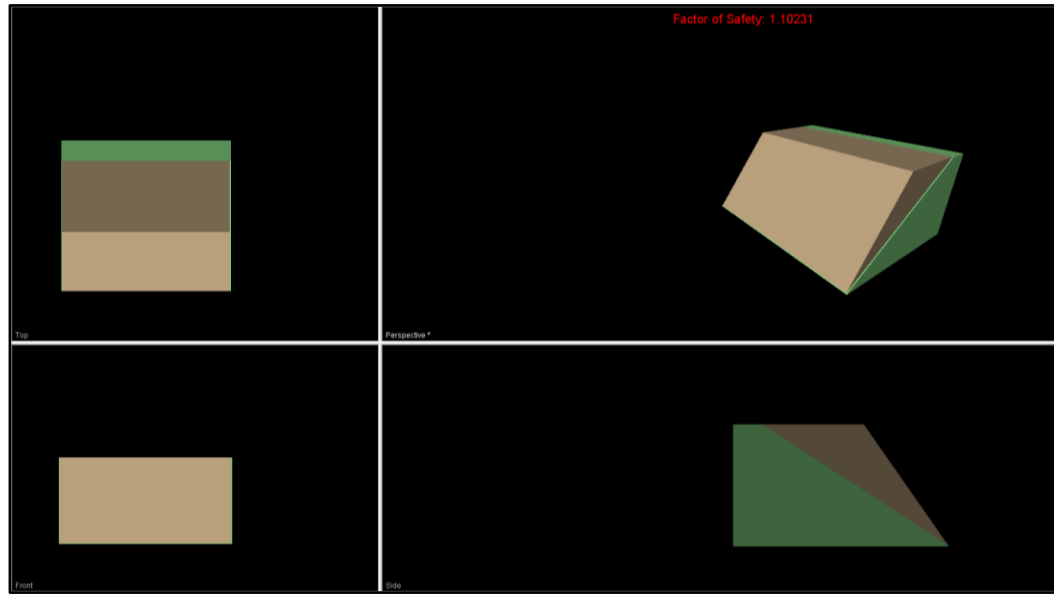 Factor of Safety: 1.10231
Top
Perspective *
Front
Side